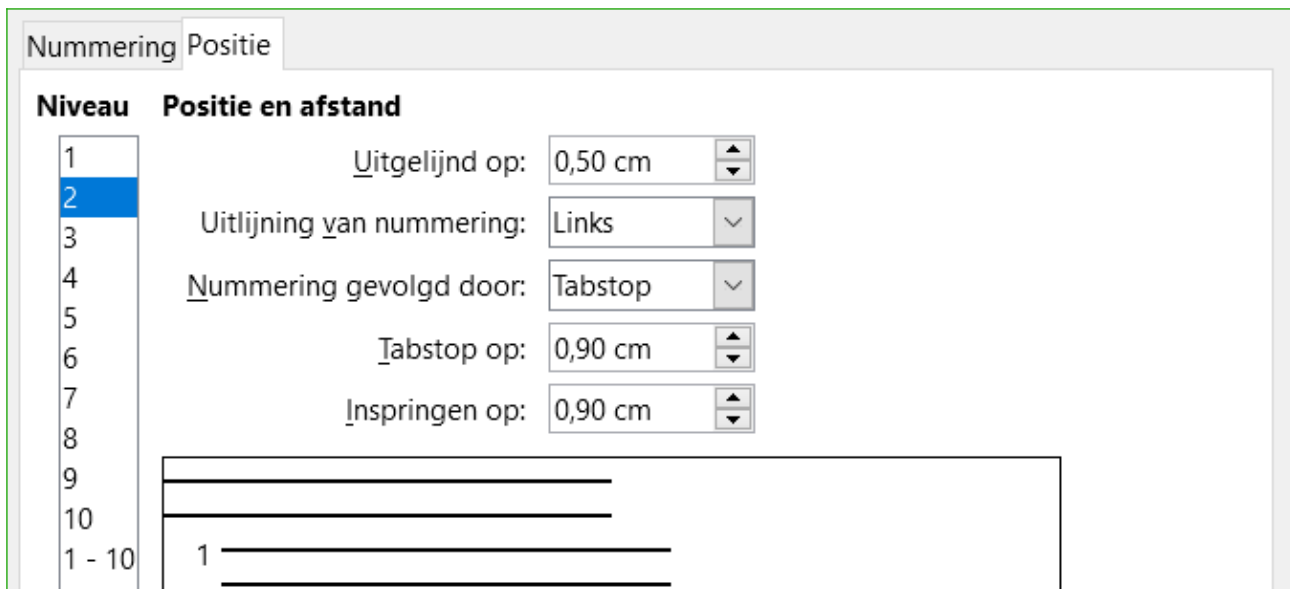 Nummering Positie
Niveau Positie en afstand
1
2
3
4
5
6
7
8
9
10
1 - 10
Uitgelijnd op: 0,50 cm
Uitlijning van nummering: Links
Nummering gevolgd door: Tabstop
Tabstop op: 0,90 cm
Inspringen op: 0,90 cm
1